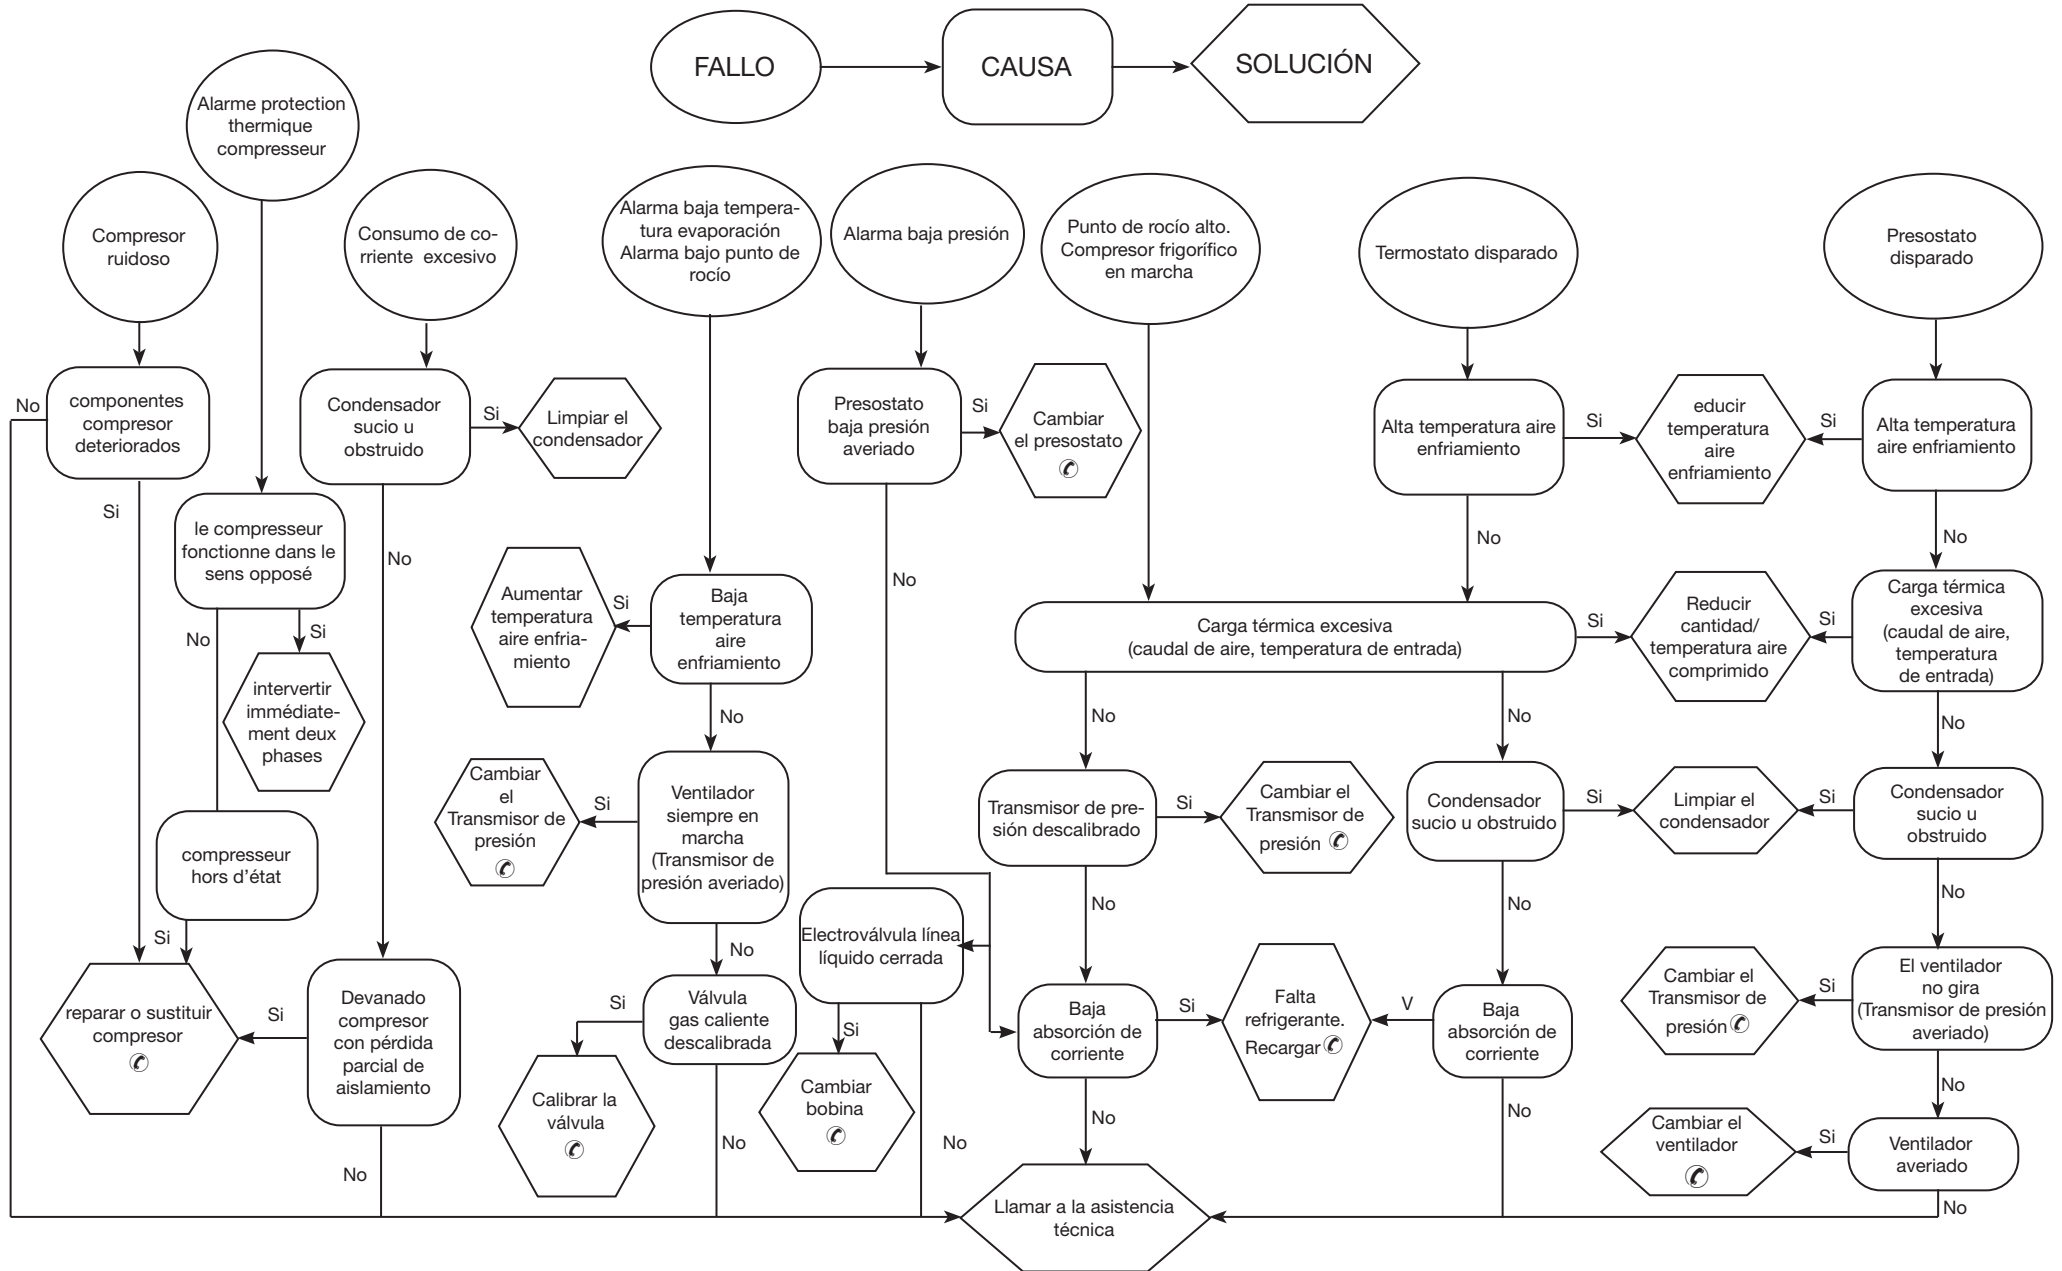 FALLO
CAUSA
SOLUCIÓN
Alarme protection
thermique
compresseur
Compresor
ruidoso
Consumo de co-
rriente excesivo
Alarma baja tempera-
tura evaporación
Alarma bajo punto de
rocío
Alarma baja presión
Punto de rocío alto.
Compresor frigorífico
en marcha
Termostato disparado
Presostato
disparado
No
componentes
compresor
deteriorados
Si
Condensador
sucio u
obstruido
Si
Limpiar el
condensador
No
Presostato
baja presión
averiado
Si
Cambiar
el presostato
✆
No
Alta temperatura aire
enfriamiento
Si
educir
temperatura
aire
enfriamiento
Si
Alta temperatura
aire enfriamiento
No
No
le compresseur
fonctionne dans le
sens opposé
No
Si
intervertir
immédiate-
ment deux
phases
Aumentar
temperatura
aire enfria-
miento
Si
Baja
temperatura
aire
enfriamiento
No
Carga térmica excesiva
(caudal de aire, temperatura de entrada)
Si
Reducir
cantidad/
temperatura aire
comprimido
Si
Carga térmica
excesiva
(caudal de aire,
temperatura
de entrada)
No
No
No
Cambiar
el
Transmisor de
presión
✆
Si
Ventilador
siempre en
marcha
(Transmisor de
presión averiado)
No
Transmisor de pre-
sión descalibrado
Si
Cambiar el
Transmisor de
presión ✆
Condensador
sucio u obstruido
Si
Limpiar el
condensador
Si
Condensador
sucio u
obstruido
No
No
No
compresseur
hors d’état
Si
reparar o sustituir
compresor
✆
Si
Devanado
compresor
con pérdida
parcial de
aislamiento
No
Si
Válvula
gas caliente
descalibrada
Calibrar la
válvula
✆
No
Electroválvula línea
líquido cerrada
Si
Cambiar
bobina
✆
No
Baja
absorción de
corriente
Si
Falta
refrigerante.
Recargar ✆
V
Baja
absorción de
corriente
No
No
Cambiar el
Transmisor de
presión ✆
Si
El ventilador
no gira
(Transmisor de presión
averiado)
No
Cambiar el
ventilador
✆
Si
Ventilador
averiado
No
Llamar a la asistencia
técnica